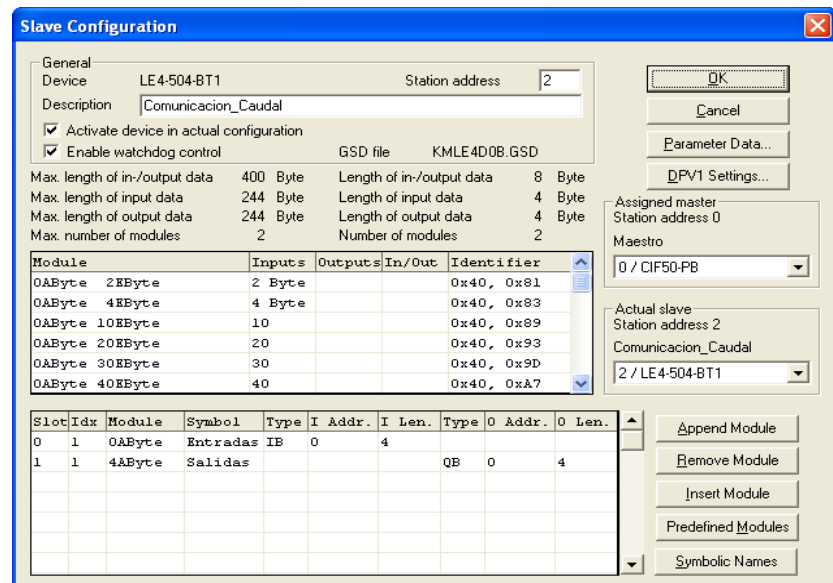 Slave Configuration
General
Device LE4-504-BT1 Station address 2
Description Comunicacion_Caudal
Activate device in actual configuration
Enable watchdog control GSD file KMLE4D0B.GSD
Max. length of in-/output data 400 Byte Length of in-/output data 8 Byte
Max. length of input data 244 Byte Length of input data 4 Byte
Max. length of output data 244 Byte Length of output data 4 Byte
Max. number of modules 2 Number of modules 2
Module Inputs Outputs In/Out Identifier
0AByte 2EByte 2 Byte 0x40, 0x81
0AByte 4EByte 4 Byte 0x40, 0x83
0AByte 10EByte 10 0x40, 0x89
0AByte 20EByte 20 0x40, 0x93
0AByte 30EByte 30 0x40, 0x9D
0AByte 40EByte 40 0x40, 0xA7
Slot Idx Module Symbol Type I Addr. I Len. Type O Addr. O Len.
0 1 0AByte Entradas IB 0 4
1 1 4AByte Salidas QB 0 4
OK
Cancel
Parameter Data...
DPV1 Settings...
Assigned master
Station address 0
Maestro
0 / CIF50-PB
Actual slave
Station address 2
Comunicacion_Caudal
2 / LE4-504-BT1
Append Module
Remove Module
Insert Module
Predefined Modules
Symbolic Names